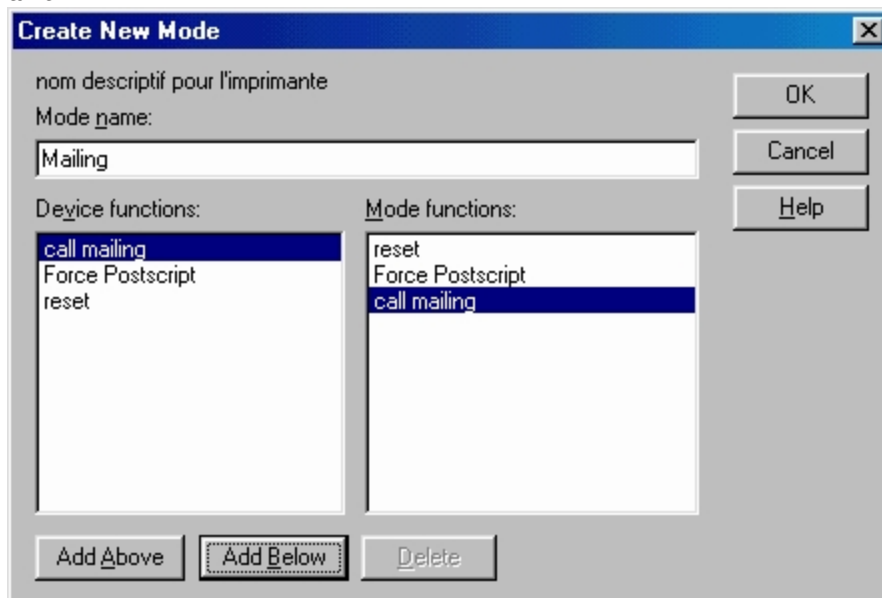 Create New Mode
nom descriptif pour l'imprimante
Mode name:
Mailing
Device functions:
call mailing
Force Postscript
reset
Mode functions:
reset
Force Postscript
call mailing
OK
Cancel
Help
Add Above
Add Below
Delete